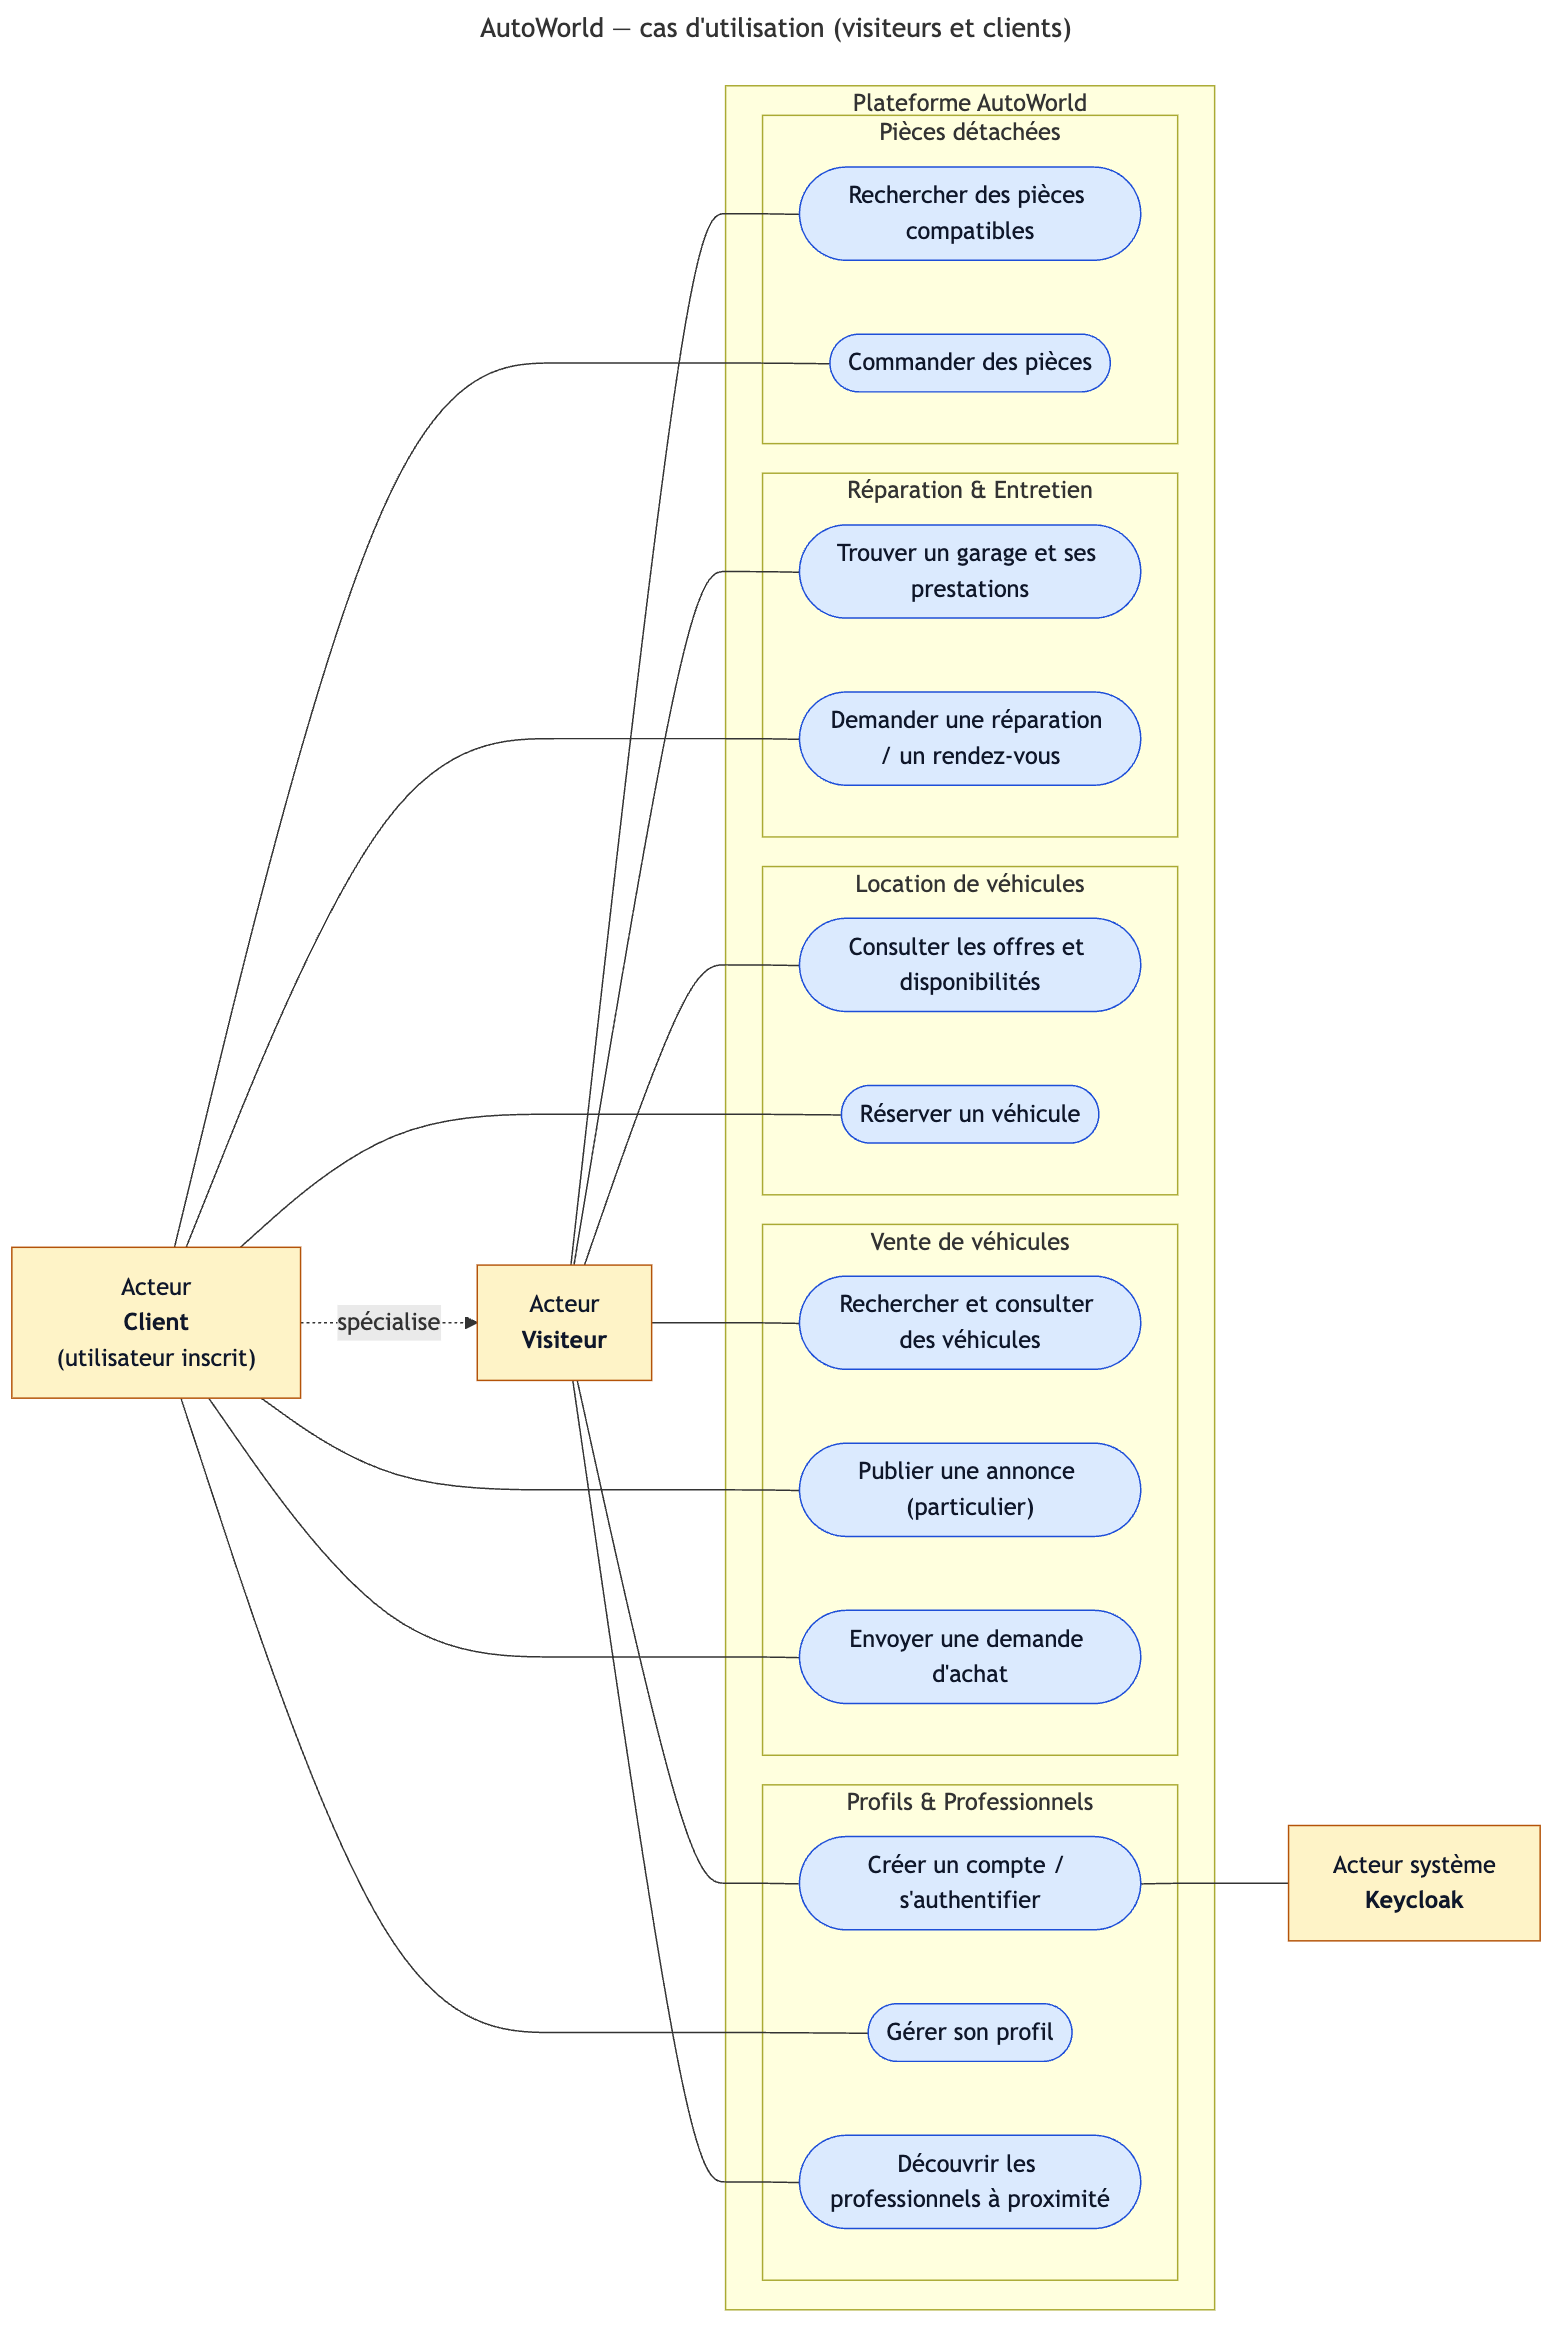 AutoWorld — cas d'utilisation (visiteurs et clients)
Plateforme AutoWorld
Pièces détachées
Rechercher des pièces
compatibles
Commander des pièces
Réparation & Entretien
Trouver un garage et ses
prestations
Demander une réparation
/ un rendez-vous
Location de véhicules
Consulter les offres et
disponibilités
Réserver un véhicule
Acteur
Client
(utilisateur inscrit)
spécialise
Acteur
Visiteur
Vente de véhicules
Rechercher et consulter
des véhicules
Publier une annonce
(particulier)
Envoyer une demande
d'achat
Profils & Professionnels
Créer un compte /
s'authentifier
Acteur système
Keycloak
Gérer son profil
Découvrir les
professionnels à proximité